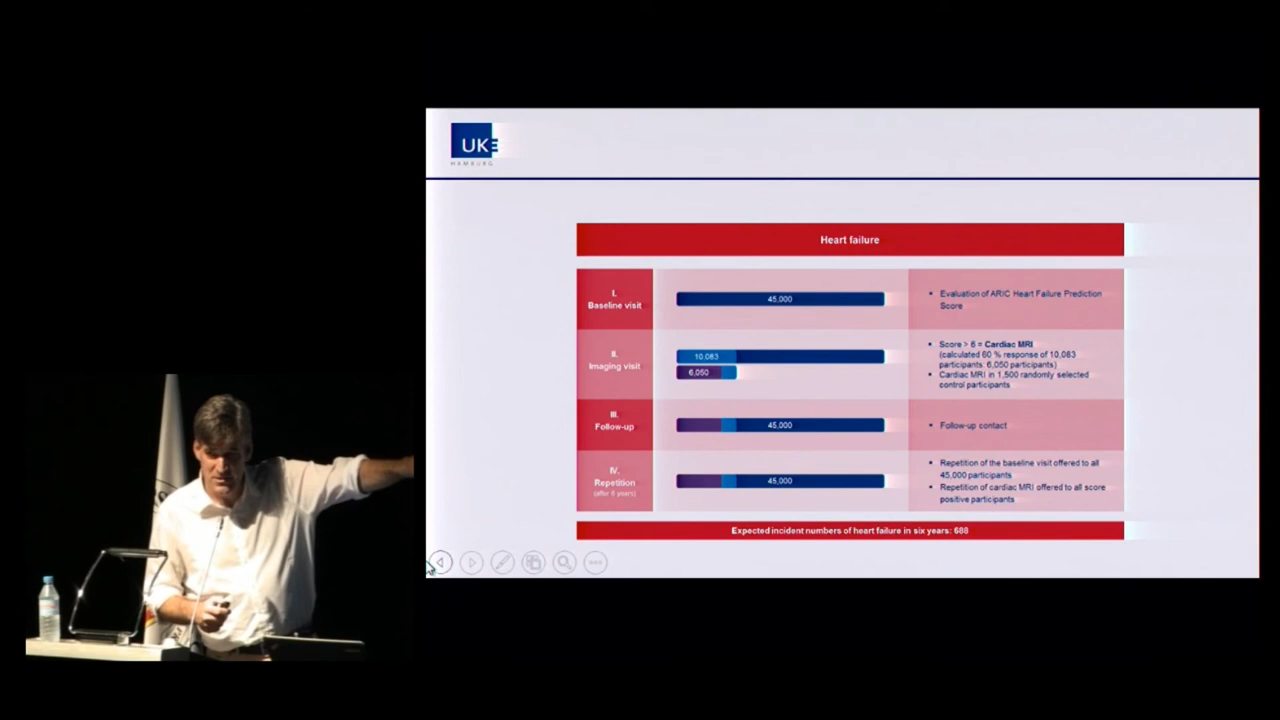 UKE
HAMBURG
Heart failure
I.
Baseline visit
45,000
▪ Evaluation of ARIC Heart Failure Prediction
Score
II.
Imaging visit
10,083
6,050
▪ Score > 6 = Cardiac MRI
(calculated 60 % response of 10,083
participants: 6,050 participants)
▪ Cardiac MRI in 1,500 randomly selected
control participants
III.
Follow-up
45,000
▪ Follow-up contact
IV.
Repetition
(after 6 years)
45,000
▪ Repetition of the baseline visit offered to all
45,000 participants
▪ Repetition of cardiac MRI offered to all score
positive participants
Expected incident numbers of heart failure in six years: 688